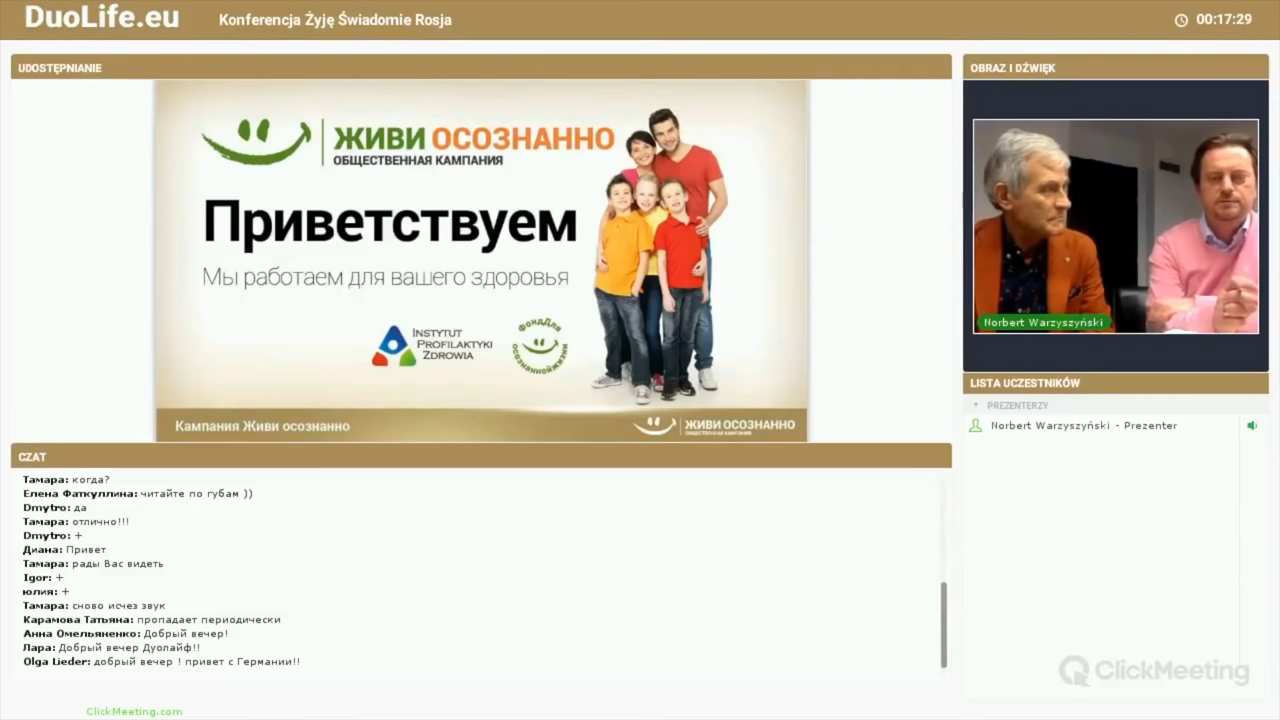 DuoLife.eu
Konferencja Żyję Świadomie Rosja
00:17:29
UDOSTĘPNIANIE
ЖИВИ ОСОЗНАННО
ОБЩЕСТВЕННАЯ КАМПАНИЯ
Приветствуем
Мы работаем для вашего здоровья
INSTYTUT
PROFILAKTYKI
ZDROWIA
ФондДля
осознаннойжизни
Кампания Живи осознанно
ЖИВИ ОСОЗНАННО
ОБЩЕСТВЕННАЯ КАМПАНИЯ
OBRAZ I DŹWIĘK
Norbert Warzyszyński
LISTA UCZESTNIKÓW
PREZENTERZY
Norbert Warzyszyński - Prezenter
CZAT
Тамара: когда?
Елена Фаткуллина: читайте по губам ))
Dmytro: да
Тамара: отлично!!!
Dmytro: +
Диана: Привет
Тамара: рады Вас видеть
Igor: +
юлия: +
Тамара: сново исчез звук
Карамова Татьяна: пропадает периодически
Анна Омельяненко: Добрый вечер!
Лара: Добрый вечер Дуолайф!!
Olga Lieder: добрый вечер ! привет с Германии!!
ClickMeeting
ClickMeeting.com